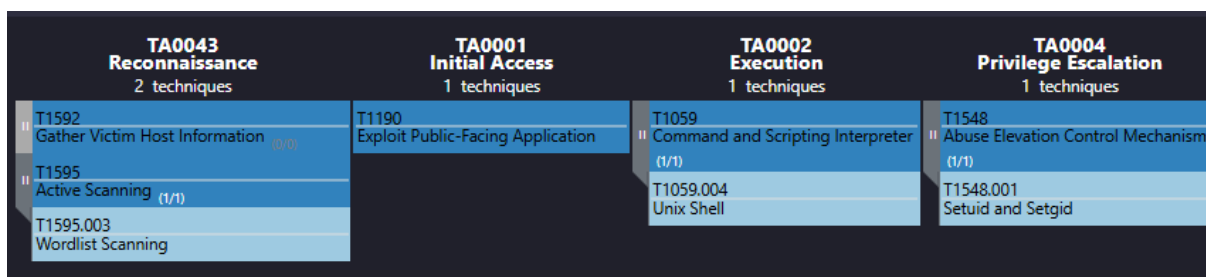 TA0043
Reconnaissance
2 techniques
T1592
Gather Victim Host Information (0/0)
T1595
Active Scanning (1/1)
T1595.003
Wordlist Scanning
TA0001
Initial Access
1 techniques
T1190
Exploit Public-Facing Application
TA0002
Execution
1 techniques
T1059
Command and Scripting Interpreter
(1/1)
T1059.004
Unix Shell
TA0004
Privilege Escalation
1 techniques
T1548
Abuse Elevation Control Mechanism
(1/1)
T1548.001
Setuid and Setgid